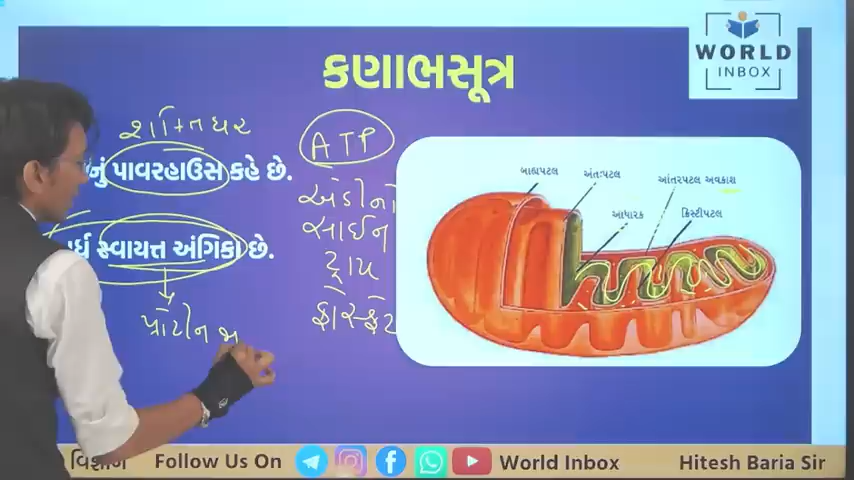 WORLD
INBOX
કણાભસૂત્ર
શક્તિઘર
નું પાવરહાઉસ કહે છે.
સ્વાયત્ત અંગિકા છે.
પ્રોટીન
ATP
સાઈન
ટ્રાય
બાહ્યપટલ
અંતઃપટલ
આંતરપટલ અવકાશ
આધારક
ક્રિસ્ટીપટલ
વિજ્ઞાન Follow Us On World Inbox Hitesh Baria Sir